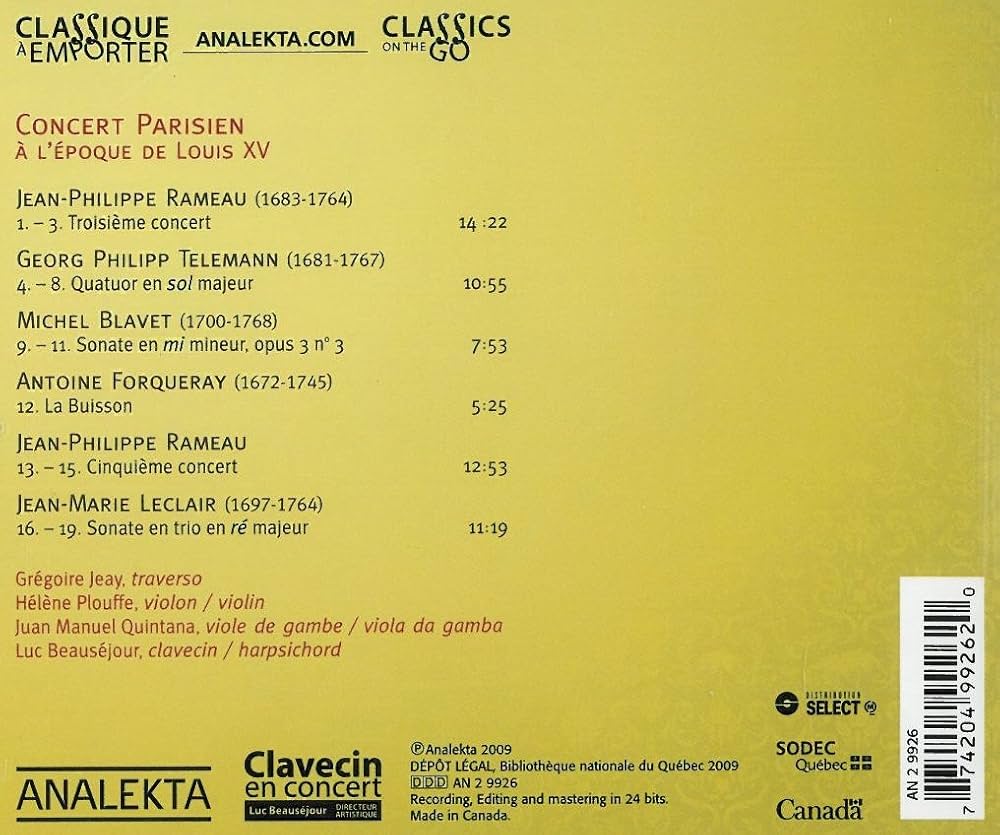 CLASSIQUE
À EMPORTER
ANALEKTA.COM
CLASSICS
ON THE GO
CONCERT PARISIEN
À L'ÉPOQUE DE LOUIS XV
JEAN-PHILIPPE RAMEAU (1683-1764)
1. – 3. Troisième concert 14 :22
GEORG PHILIPP TELEMANN (1681-1767)
4. – 8. Quatuor en sol majeur 10:55
MICHEL BLAVET (1700-1768)
9. – 11. Sonate en mi mineur, opus 3 n° 3 7:53
ANTOINE FORQUERAY (1672-1745)
12. La Buisson 5:25
JEAN-PHILIPPE RAMEAU
13. – 15. Cinquième concert 12:53
JEAN-MARIE LECLAIR (1697-1764)
16. – 19. Sonate en trio en ré majeur 11:19
Grégoire Jeay, traverso
Hélène Plouffe, violon / violin
Juan Manuel Quintana, viole de gambe / viola da gamba
Luc Beauséjour, clavecin / harpsichord
ANALEKTA
Clavecin
en concert
Luc Beauséjour DIRECTEUR ARTISTIQUE
℗Analekta 2009
DÉPÔT LÉGAL, Bibliothèque nationale du Québec 2009
DDD AN 2 9926
Recording, Editing and mastering in 24 bits.
Made in Canada.
DISTRIBUTION
SELECT
SODEC
Québec
Canada
AN 2 9926
7 74204 99262 0